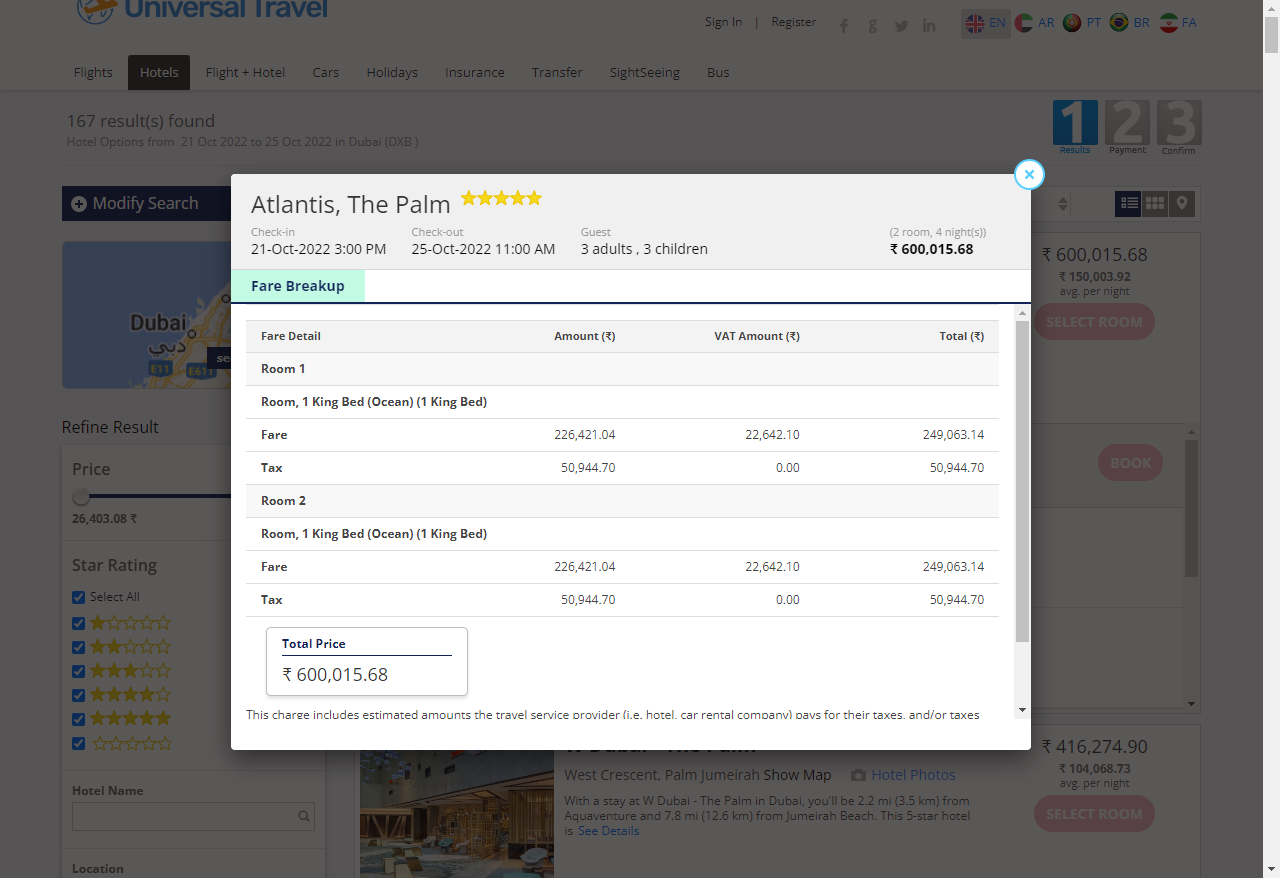 Universal Travel
Sign In | Register
EN AR PT BR FA
Flights Hotels Flight + Hotel Cars Holidays Insurance Transfer SightSeeing Bus
167 result(s) found
Hotel Options from 21 Oct 2022 to 25 Oct 2022 in Dubai (DXB )
1 Results
2 Payment
3 Confirm
Modify Search
Atlantis, The Palm
Check-in
21-Oct-2022 3:00 PM
Check-out
25-Oct-2022 11:00 AM
Guest
3 adults , 3 children
(2 room, 4 night(s))
₹ 600,015.68
Fare Breakup
Fare Detail Amount (₹) VAT Amount (₹) Total (₹)
Room 1
Room, 1 King Bed (Ocean) (1 King Bed)
Fare 226,421.04 22,642.10 249,063.14
Tax 50,944.70 0.00 50,944.70
Room 2
Room, 1 King Bed (Ocean) (1 King Bed)
Fare 226,421.04 22,642.10 249,063.14
Tax 50,944.70 0.00 50,944.70
Total Price
₹ 600,015.68
This charge includes estimated amounts the travel service provider (i.e. hotel, car rental company) pays for their taxes, and/or taxes
₹ 600,015.68
₹ 150,003.92
avg. per night
SELECT ROOM
BOOK
Dubai
دبي
E11
E611
Refine Result
Price
26,403.08 ₹
Star Rating
Select All
Hotel Name
Location
W Dubai - The Palm
West Crescent, Palm Jumeirah Show Map Hotel Photos
With a stay at W Dubai - The Palm in Dubai, you'll be 2.2 mi (3.5 km) from
Aquaventure and 7.8 mi (12.6 km) from Jumeirah Beach. This 5-star hotel
is See Details
₹ 416,274.90
₹ 104,068.73
avg. per night
SELECT ROOM